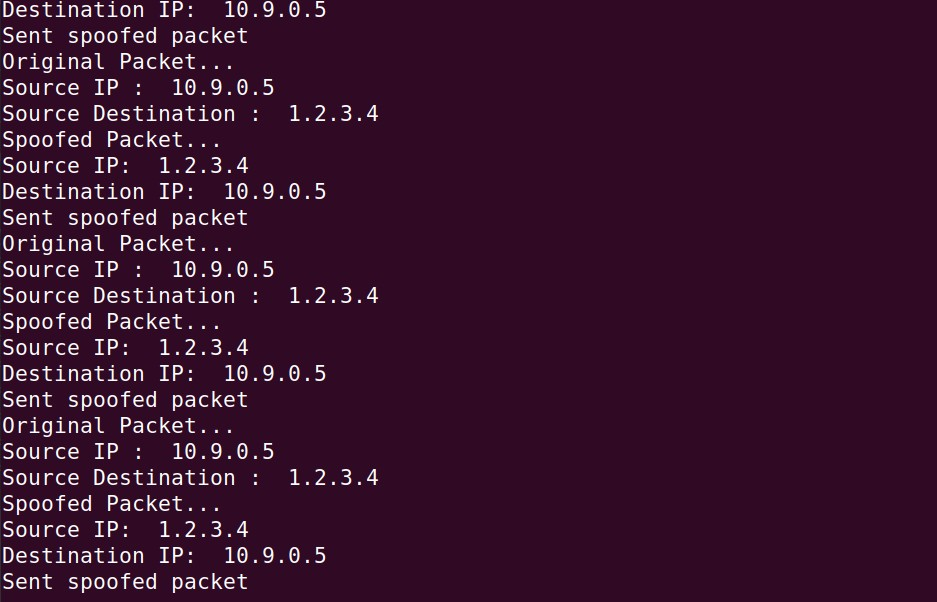 Destination IP:  10.9.0.5
Sent spoofed packet
Original Packet...
Source IP :  10.9.0.5
Source Destination :  1.2.3.4
Spoofed Packet...
Source IP:  1.2.3.4
Destination IP:  10.9.0.5
Sent spoofed packet
Original Packet...
Source IP :  10.9.0.5
Source Destination :  1.2.3.4
Spoofed Packet...
Source IP:  1.2.3.4
Destination IP:  10.9.0.5
Sent spoofed packet
Original Packet...
Source IP :  10.9.0.5
Source Destination :  1.2.3.4
Spoofed Packet...
Source IP:  1.2.3.4
Destination IP:  10.9.0.5
Sent spoofed packet